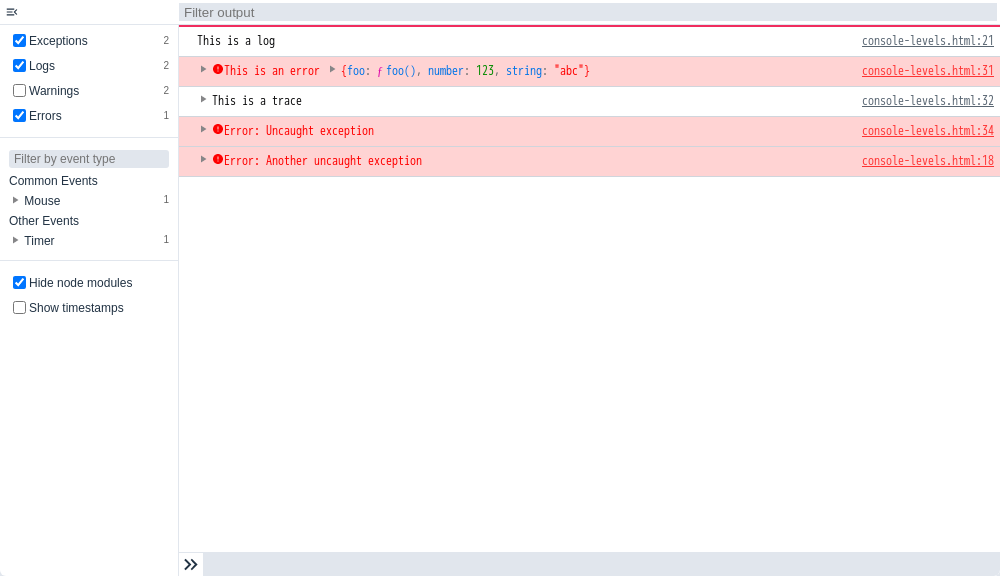 Filter output
Exceptions 2
Logs 2
Warnings 2
Errors 1
Filter by event type
Common Events
Mouse 1
Other Events
Timer 1
Hide node modules
Show timestamps
This is a log console-levels.html:21
This is an error {foo: ƒ foo(), number: 123, string: "abc"} console-levels.html:31
This is a trace console-levels.html:32
Error: Uncaught exception console-levels.html:34
Error: Another uncaught exception console-levels.html:18